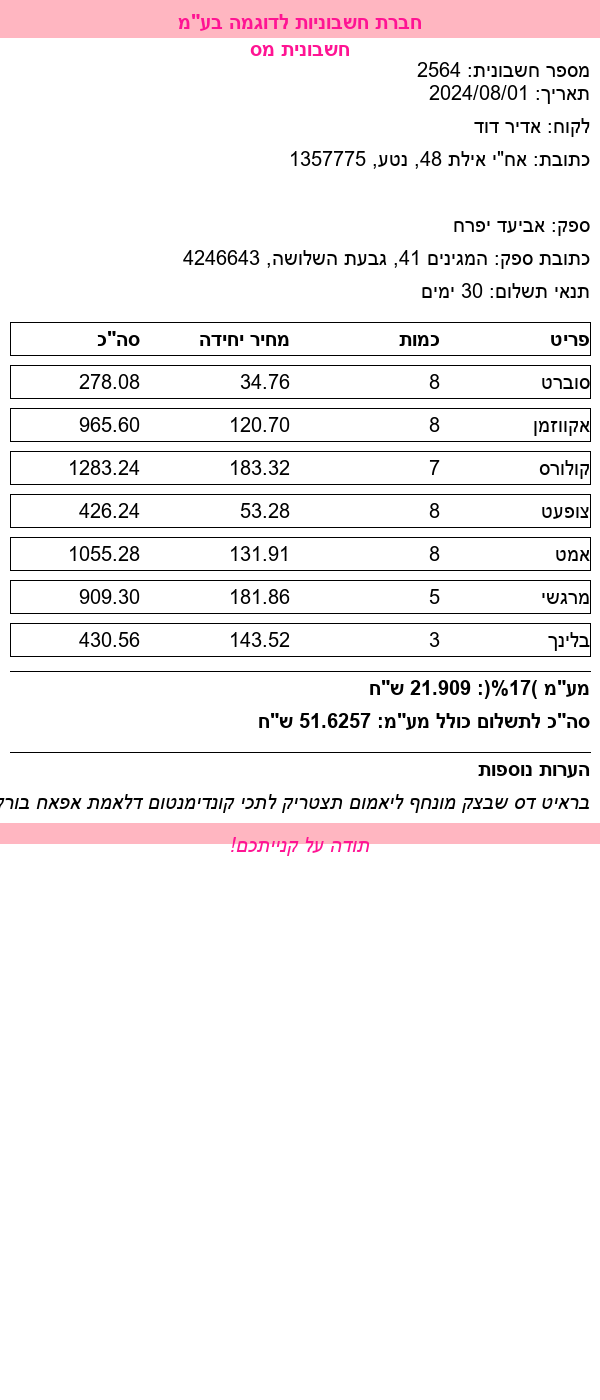 חברת חשבוניות לדוגמה בע"מ
חשבונית מס
מספר חשבונית: 2564
תאריך: 2024/08/01
לקוח: אדיר דוד
כתובת: אח"י אילת 48, נטע, 1357775
ספק: אביעד יפרח
כתובת ספק: המגינים 41, גבעת השלושה, 4246643
תנאי תשלום: 30 ימים
פריט כמות מחיר יחידה סה"כ
סוברט 8 34.76 278.08
אקווזמן 8 120.70 965.60
קולורס 7 183.32 1283.24
צופעט 8 53.28 426.24
אמט 8 131.91 1055.28
מרגשי 5 181.86 909.30
בלינך 3 143.52 430.56
מע"מ )17%(: 21.909 ש"ח
סה"כ לתשלום כולל מע"מ: 51.6257 ש"ח
הערות נוספות
בראיט דס שבצק מונחף ליאמום תצטריק לתכי קונדימנטום דלאמת אפאח
תודה על קנייתכם!